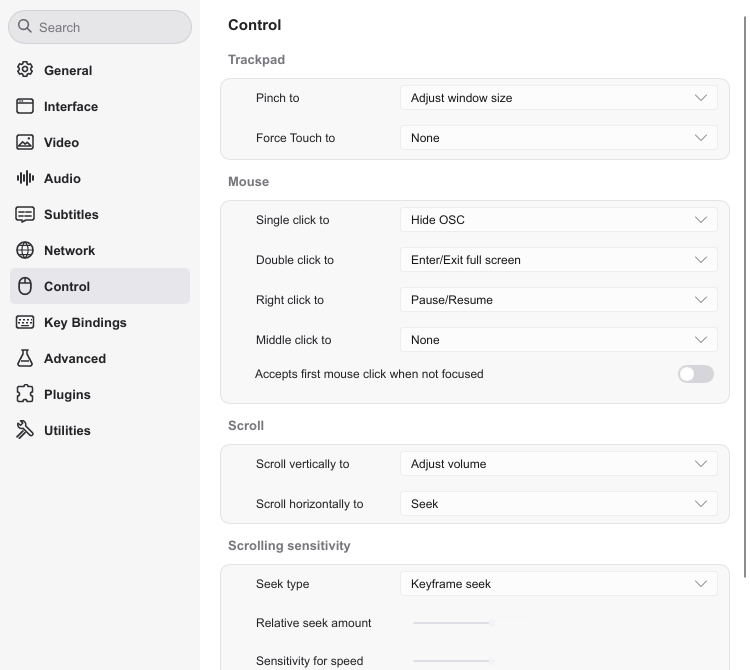 Search
General
Interface
Video
Audio
Subtitles
Network
Control
Key Bindings
Advanced
Plugins
Utilities
Control
Trackpad
Pinch to Adjust window size
Force Touch to None
Mouse
Single click to Hide OSC
Double click to Enter/Exit full screen
Right click to Pause/Resume
Middle click to None
Accepts first mouse click when not focused
Scroll
Scroll vertically to Adjust volume
Scroll horizontally to Seek
Scrolling sensitivity
Seek type Keyframe seek
Relative seek amount
Sensitivity for speed